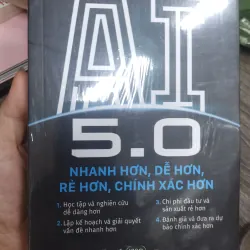 AI
5.0
NHANH HƠN, DỄ HƠN,
RẺ HƠN, CHÍNH XÁC HƠN
1. Học tập và nghiên cứu
dễ dàng hơn
2. Lập kế hoạch và giải quyết
vấn đề nhanh hơn
3. Chi phí đầu tư và
sản xuất rẻ hơn
4. Đánh giá và đưa ra dự
báo chính xác hơn